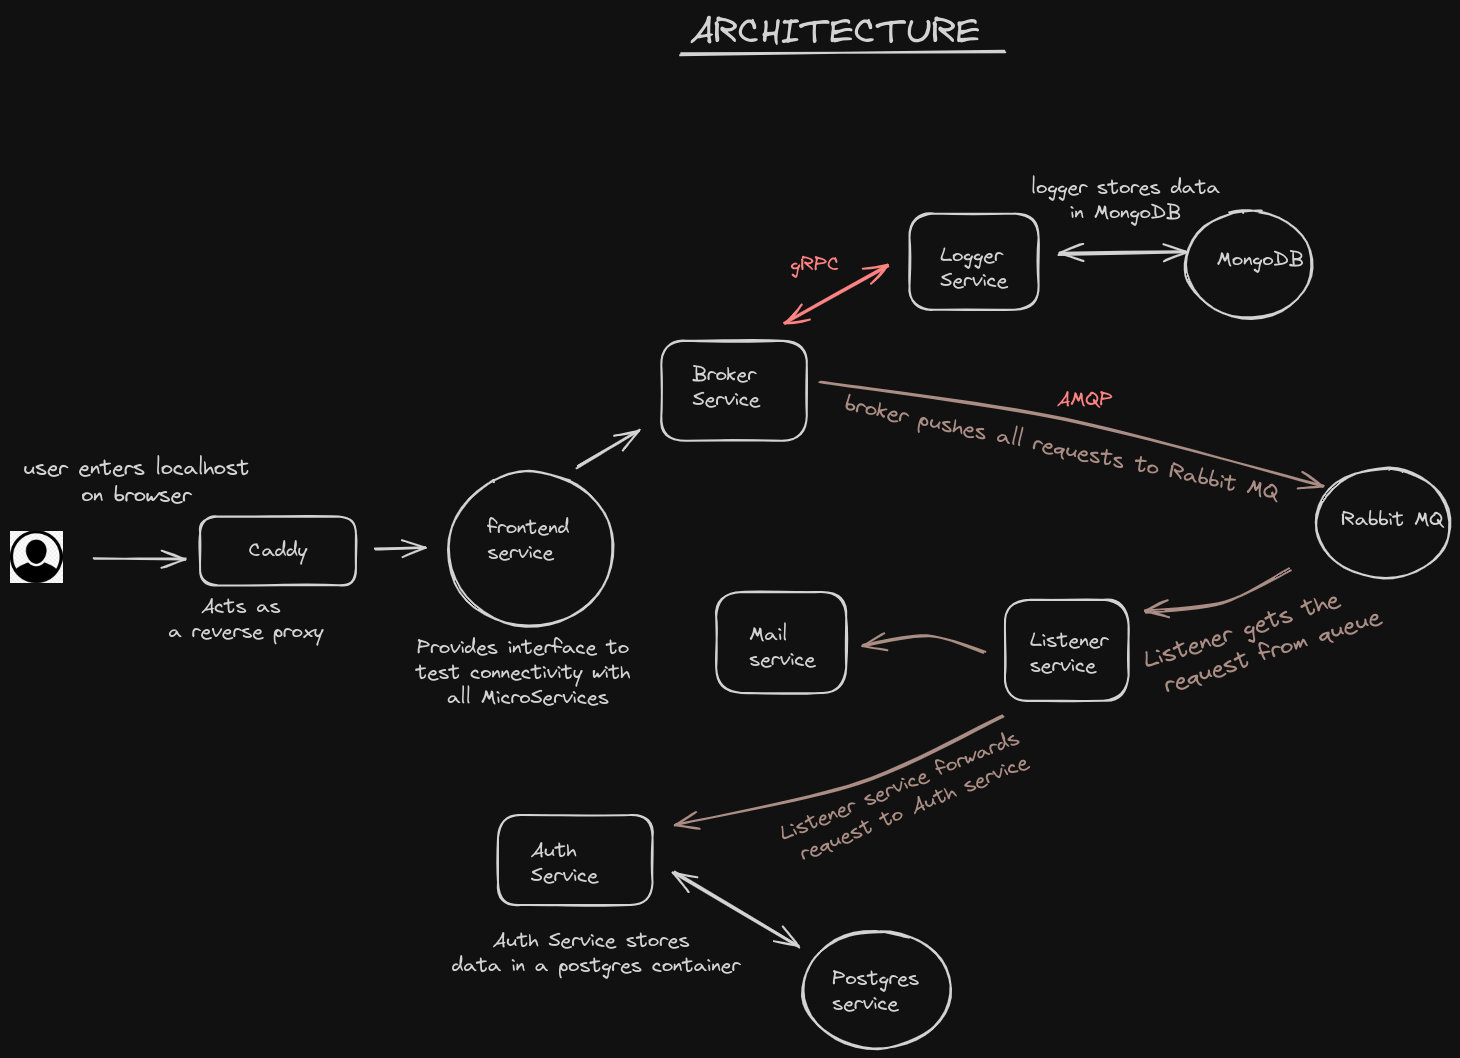 ARCHITECTURE
logger stores data
in MongoDB
Logger
Service
MongoDB
gRPC
Broker
Service
AMQP
broker pushes all requests to Rabbit MQ
user enters localhost
on browser
Caddy
Acts as
a reverse proxy
frontend
service
Provides interface to
test connectivity with
all MicroServices
Rabbit MQ
Listener gets the
request from queue
Listener
service
Mail
service
Listener service forwards
request to Auth service
Auth
Service
Auth Service stores
data in a postgres container
Postgres
service